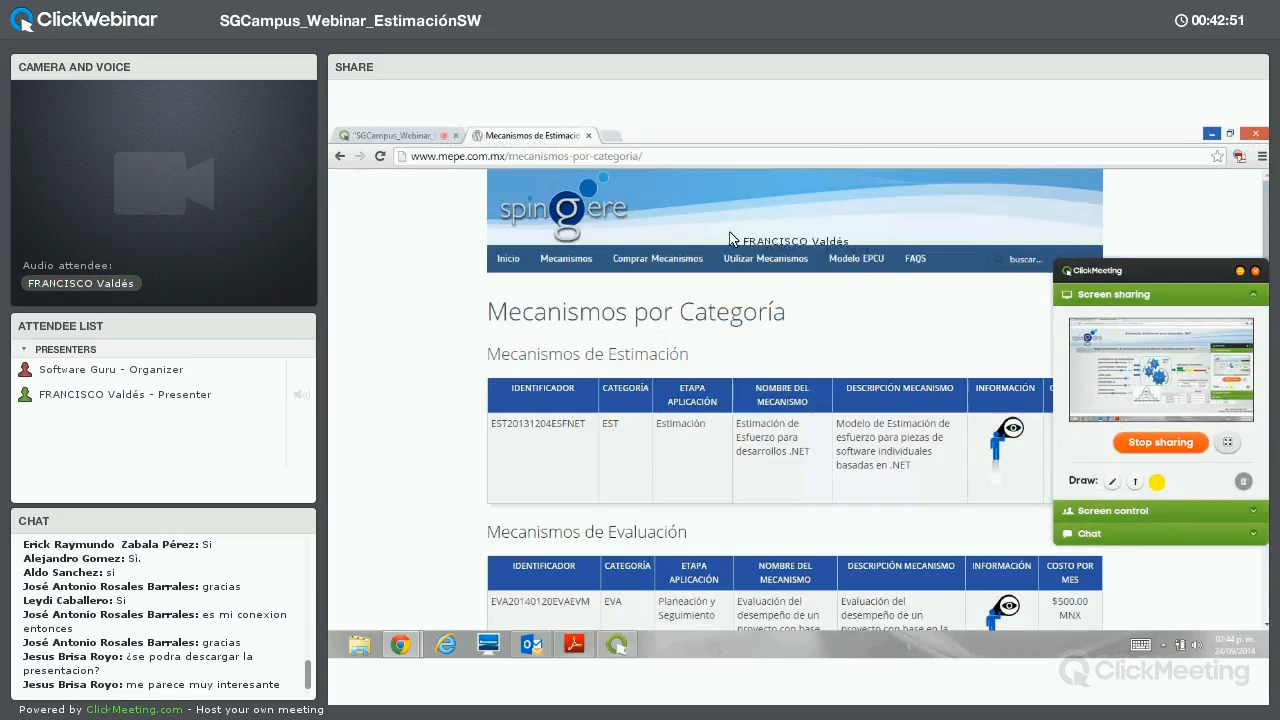 ClickWebinar
SGCampus_Webinar_EstimaciónSW
00:42:51
CAMERA AND VOICE
Audio attendee:
FRANCISCO Valdés
ATTENDEE LIST
PRESENTERS
Software Guru - Organizer
FRANCISCO Valdés - Presenter
CHAT
Erick Raymundo Zabala Pérez: Si
Alejandro Gomez: Sì.
Aldo Sanchez: si
José Antonio Rosales Barrales: gracias
Leydi Caballero: Si
José Antonio Rosales Barrales: es mi conexion
entonces
José Antonio Rosales Barrales: gracias
Jesus Brisa Royo: ¿se podra descargar la
presentacion?
Jesus Brisa Royo: me parece muy interesante
SHARE
"SGCampus_Webinar_
Mecanismos de Estimació
www.mepe.com.mx/mecanismos-por-categoria/
spingere
FRANCISCO Valdés
Inicio Mecanismos Comprar Mecanismos Utilizar Mecanismos Modelo EPCU FAQS buscar...
Mecanismos por Categoría
Mecanismos de Estimación
IDENTIFICADOR CATEGORÍA ETAPA APLICACIÓN NOMBRE DEL MECANISMO DESCRIPCIÓN MECANISMO INFORMACIÓN
EST20131204ESFNET EST Estimación Estimación de Esfuerzo para desarrollos .NET Modelo de Estimación de esfuerzo para piezas de software individuales basadas en .NET
Mecanismos de Evaluación
IDENTIFICADOR CATEGORÍA ETAPA APLICACIÓN NOMBRE DEL MECANISMO DESCRIPCIÓN MECANISMO INFORMACIÓN COSTO POR MES
EVA20140120EVAEVM EVA Planeación y Seguimiento Evaluación del desempeño de un proyecto con base Evaluación del desempeño de un proyecto con base en la $500.00 MNX
ClickMeeting
Screen sharing
Stop sharing
Draw:
Screen control
Chat
02:44 p.m.
24/09/2014
ClickMeeting
Powered by ClickMeeting.com - Host your own meeting